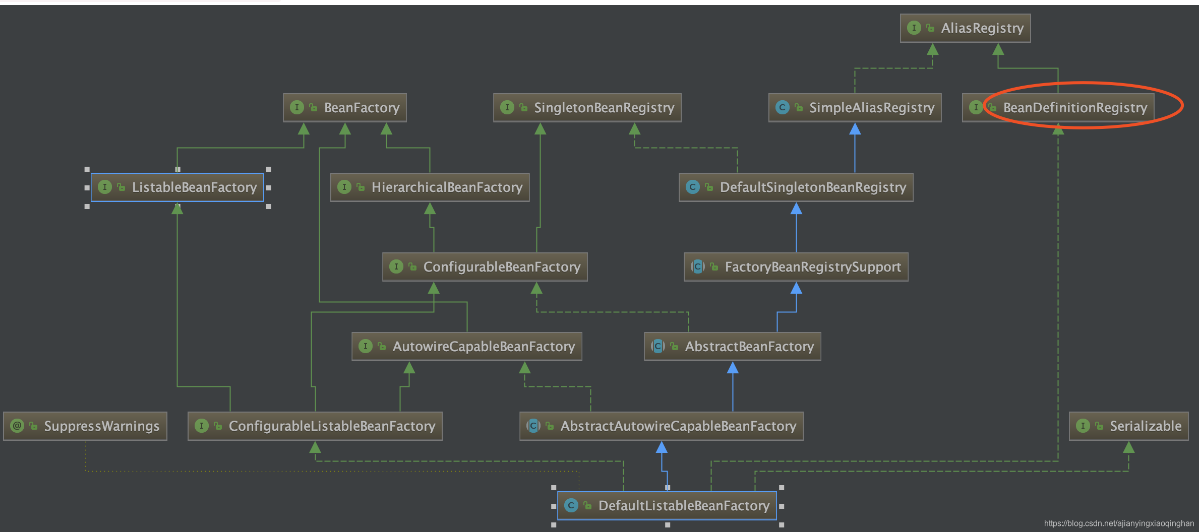 I AliasRegistry
I BeanFactory
I SingletonBeanRegistry
C SimpleAliasRegistry
I BeanDefinitionRegistry
I ListableBeanFactory
I HierarchicalBeanFactory
C DefaultSingletonBeanRegistry
I ConfigurableBeanFactory
C FactoryBeanRegistrySupport
I AutowireCapableBeanFactory
C AbstractBeanFactory
@ SuppressWarnings
I ConfigurableListableBeanFactory
C AbstractAutowireCapableBeanFactory
I Serializable
C DefaultListableBeanFactory
https://blog.csdn.net/ajianyingxiaoqinghan